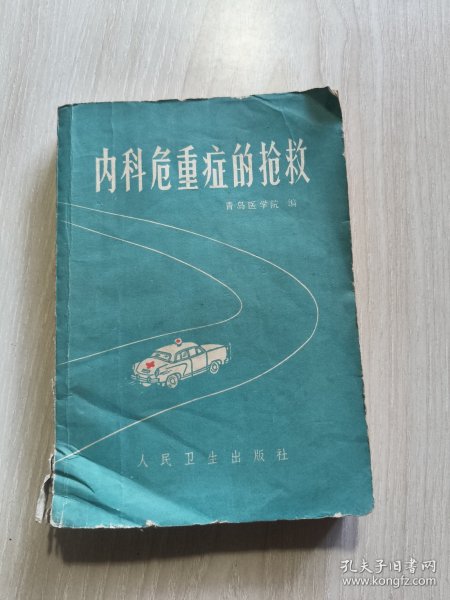 内科危重症的抢救
青岛医学院 编
人民卫生出版社
孔夫子旧书网
www.kongfz.com